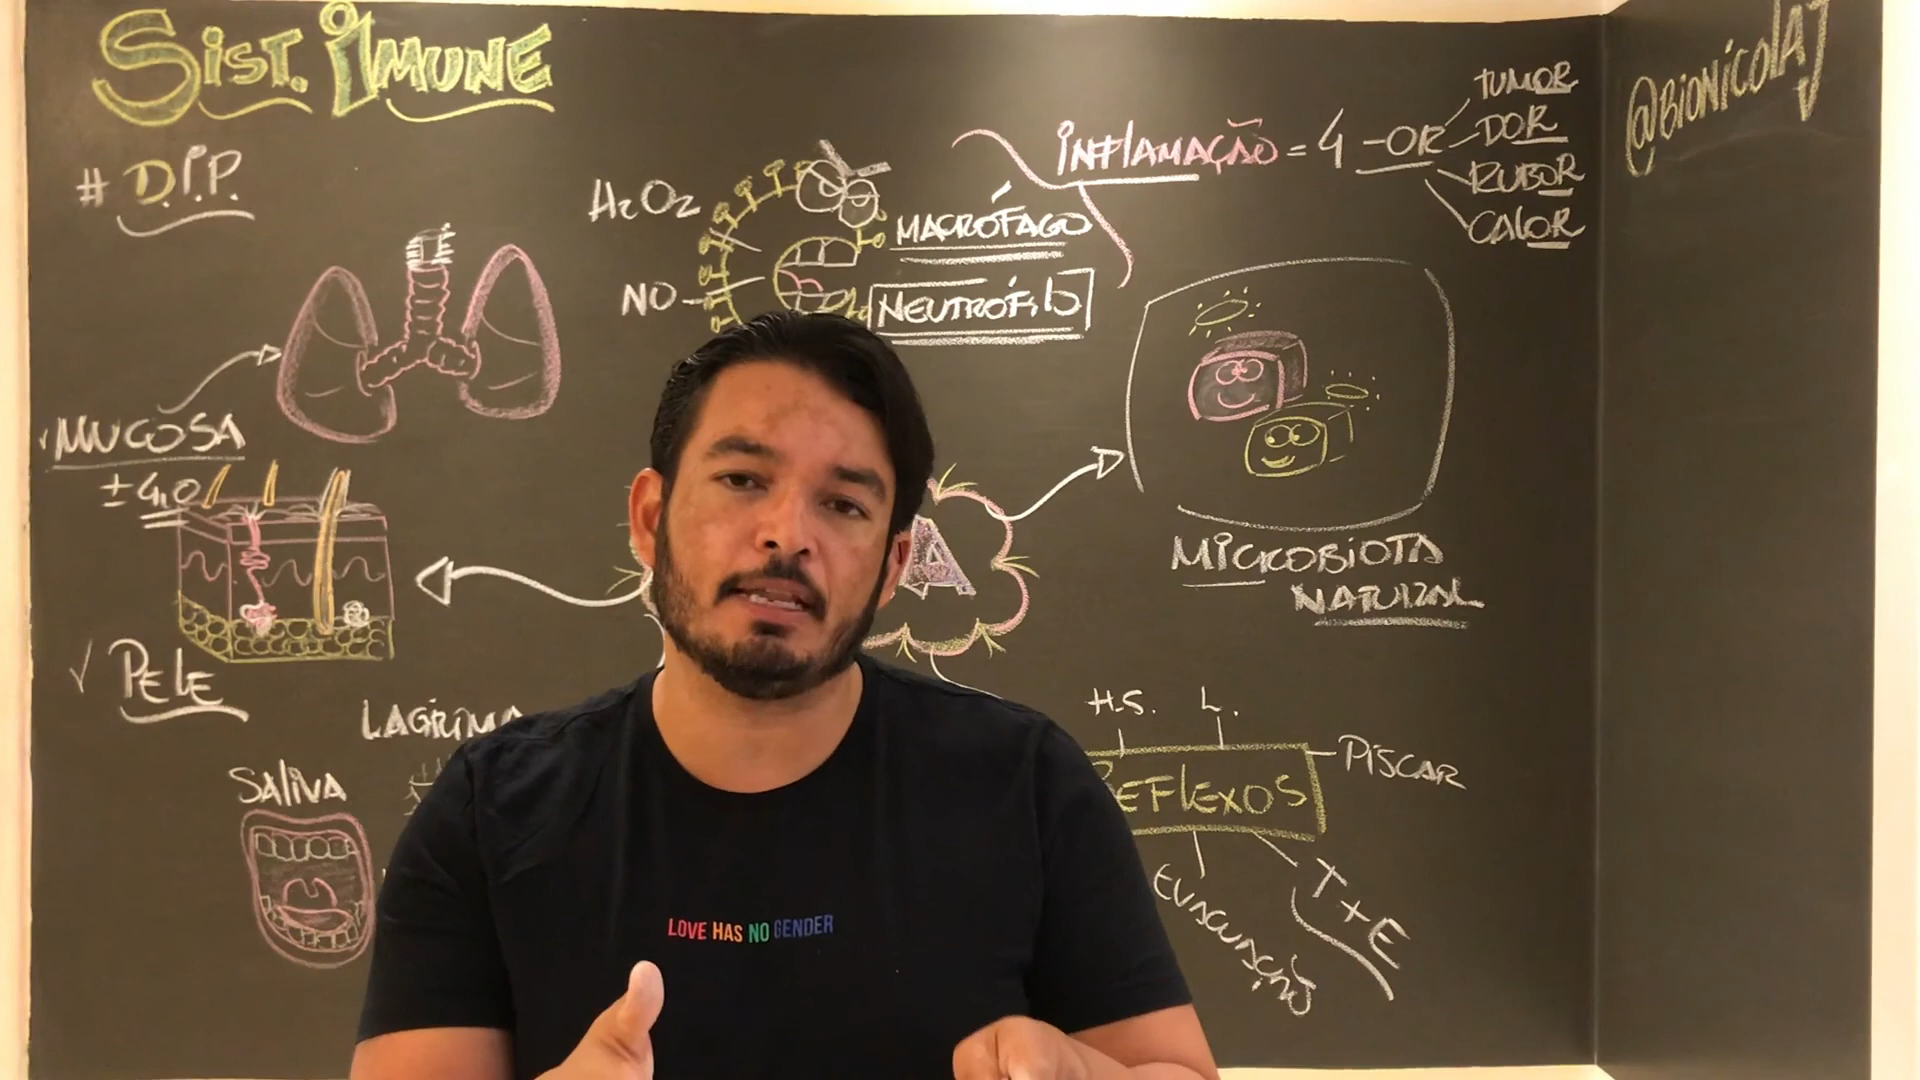 SIST. IMUNE
@BIONICOLAJ
# D.I.P.
INFLAMAÇÃO = 4 -OR
TUMOR
DOR
RUBOR
CALOR
H2O2
MACRÓFAGO
NO
NEUTRÓFILO
✓ MUCOSA
± 4,0
MICROBIOTA
NATURAL
✓ PELE
LAGRIMA
SALIVA
H.S.
L.
PISCAR
REFLEXOS
EVACUAÇÃO
T+E
LOVE HAS NO GENDER